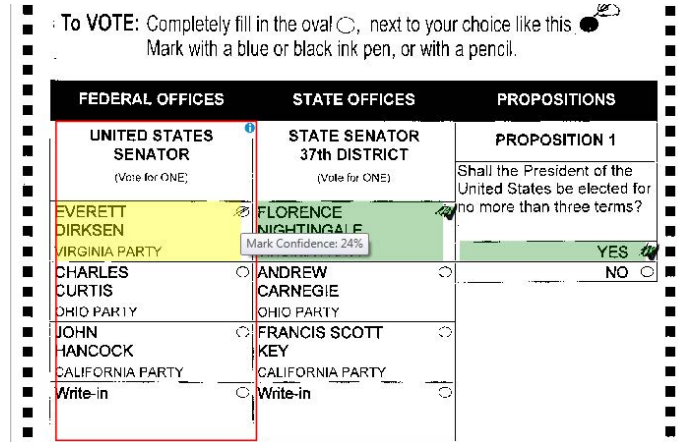 To VOTE: Completely fill in the oval, next to your choice like this
Mark with a blue or black ink pen, or with a pencil.
FEDERAL OFFICES
UNITED STATES
SENATOR
(Vote for ONE)
EVERETT
DIRKSEN
VIRGINIA PARTY
CHARLES
CURTIS
OHIO PARTY
JOHN
HANCOCK
CALIFORNIA PARTY
Write-in
STATE OFFICES
STATE SENATOR
37th DISTRICT
(Vote for ONE)
FLORENCE
NIGHTINGALE
Mark Confidence: 24%
ANDREW
CARNEGIE
OHIO PARTY
FRANCIS SCOTT
KEY
CALIFORNIA PARTY
Write-in
PROPOSITIONS
PROPOSITION 1
Shall the President of the
United States be elected for
no more than three terms?
YES
NO